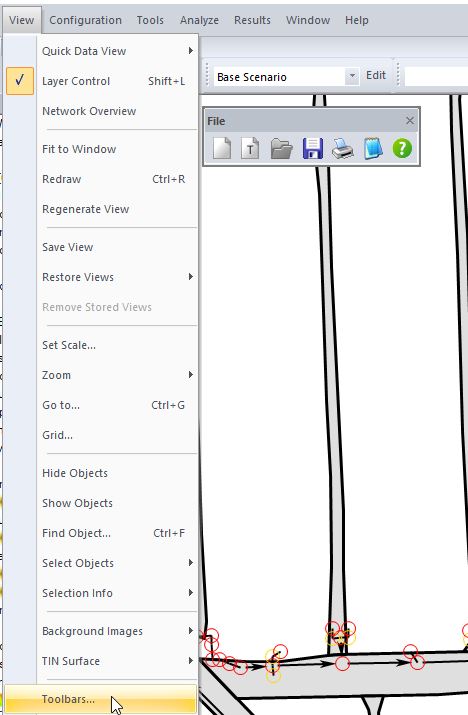 View Configuration Tools Analyze Results Window Help
Quick Data View
Layer Control Shift+L
Base Scenario Edit
Network Overview
File
Fit to Window
T
Redraw Ctrl+R
Regenerate View
Save View
Restore Views
Remove Stored Views
Set Scale...
Zoom
Go to... Ctrl+G
Grid...
Hide Objects
Show Objects
Find Object... Ctrl+F
Select Objects
Selection Info
Background Images
TIN Surface
Toolbars...